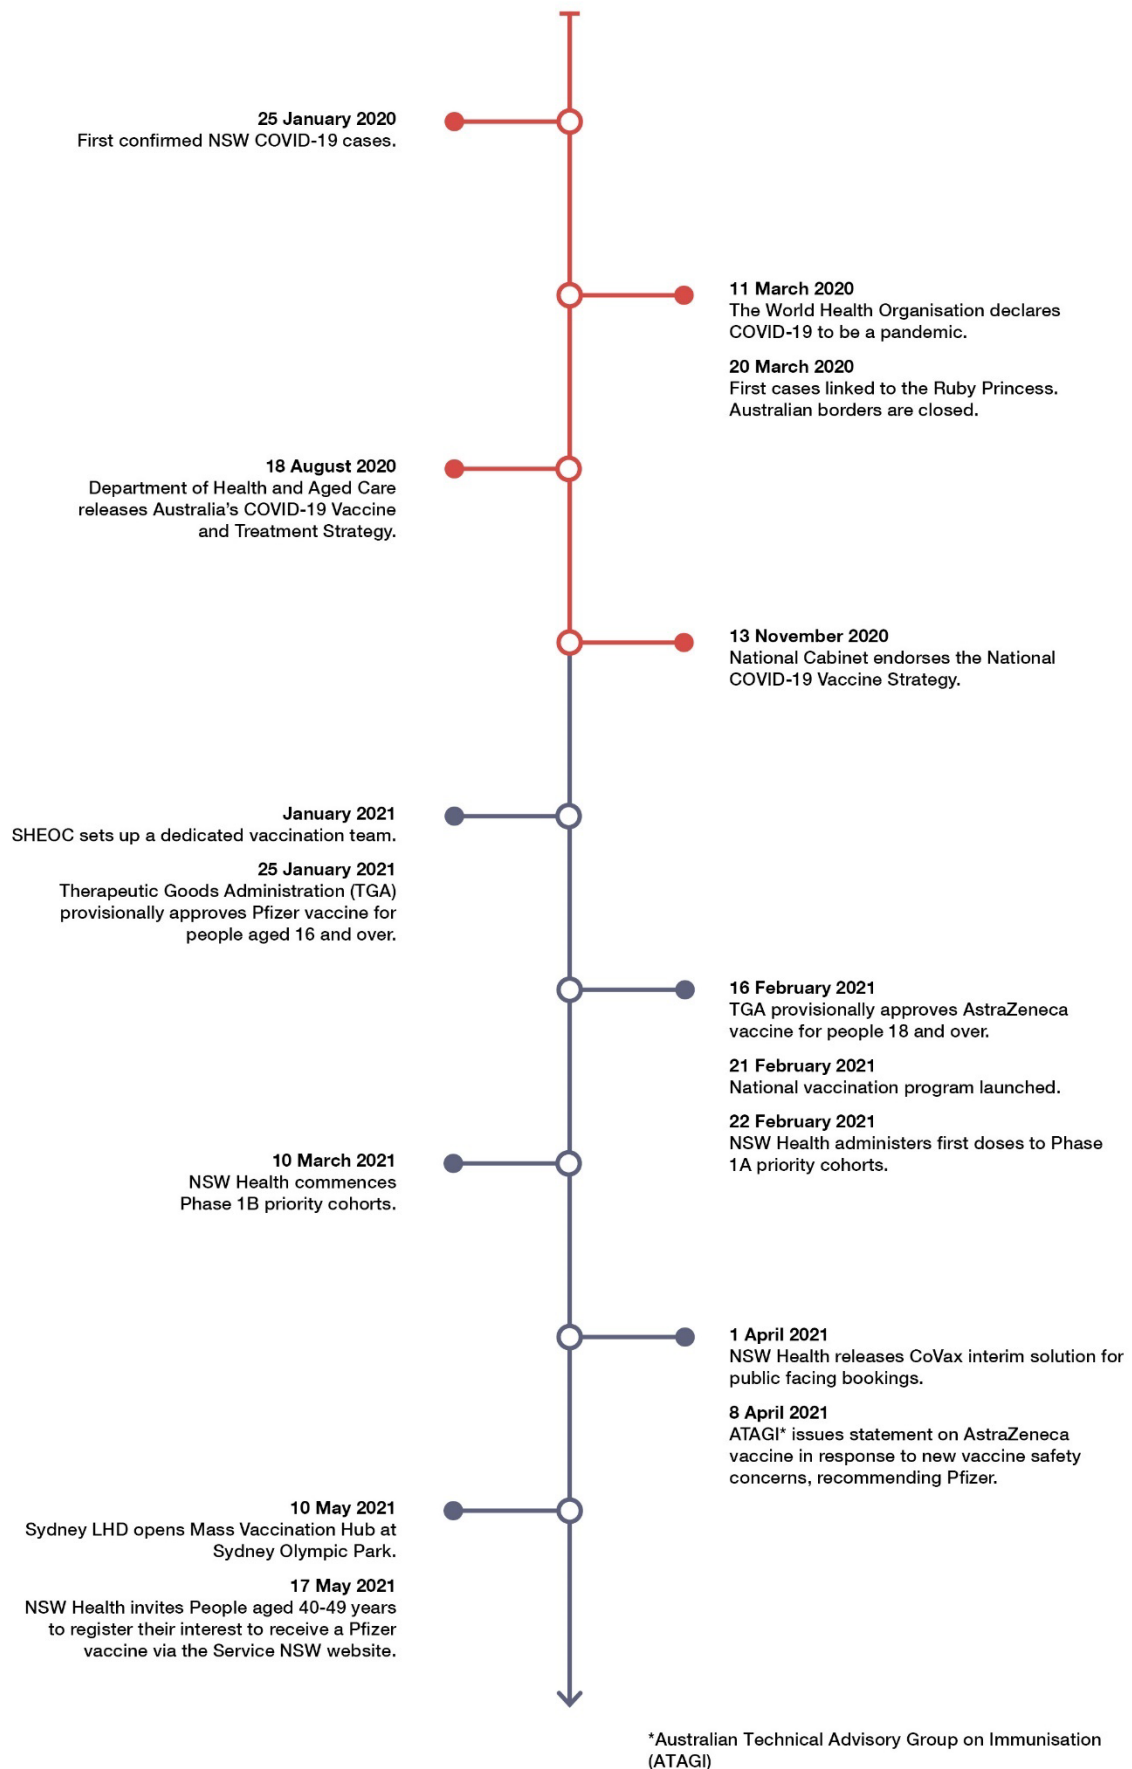 25 January 2020
First confirmed NSW COVID-19 cases.
11 March 2020
The World Health Organisation declares
COVID-19 to be a pandemic.
20 March 2020
First cases linked to the Ruby Princess.
Australian borders are closed.
18 August 2020
Department of Health and Aged Care
releases Australia's COVID-19 Vaccine
and Treatment Strategy.
13 November 2020
National Cabinet endorses the National
COVID-19 Vaccine Strategy.
January 2021
SHEOC sets up a dedicated vaccination team.
25 January 2021
Therapeutic Goods Administration (TGA)
provisionally approves Pfizer vaccine for
people aged 16 and over.
16 February 2021
TGA provisionally approves AstraZeneca
vaccine for people 18 and over.
21 February 2021
National vaccination program launched.
22 February 2021
NSW Health administers first doses to Phase
1A priority cohorts.
10 March 2021
NSW Health commences
Phase 1B priority cohorts.
1 April 2021
NSW Health releases CoVax interim solution for
public facing bookings.
8 April 2021
ATAGI* issues statement on AstraZeneca
vaccine in response to new vaccine safety
concerns, recommending Pfizer.
10 May 2021
Sydney LHD opens Mass Vaccination Hub at
Sydney Olympic Park.
17 May 2021
NSW Health invites People aged 40-49 years
to register their interest to receive a Pfizer
vaccine via the Service NSW website.
*Australian Technical Advisory Group on Immunisation
(ATAGI)